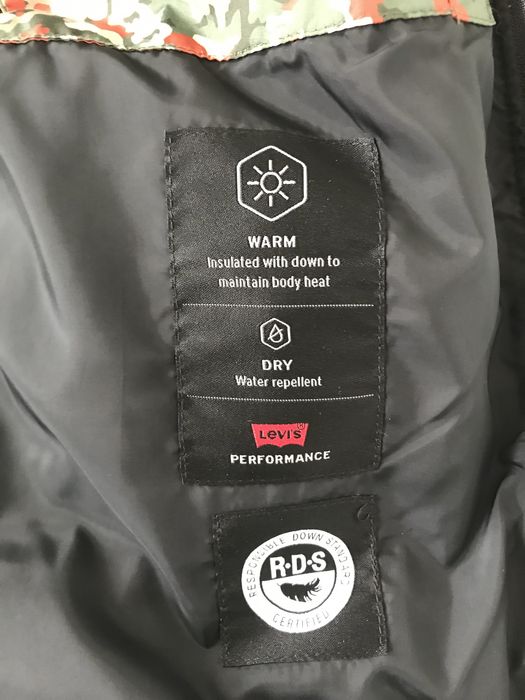 WARM
Insulated with down to
maintain body heat
DRY
Water repellent
Levi's®
PERFORMANCE
RESPONSIBLE DOWN STANDARD
R·D·S
CERTIFIED